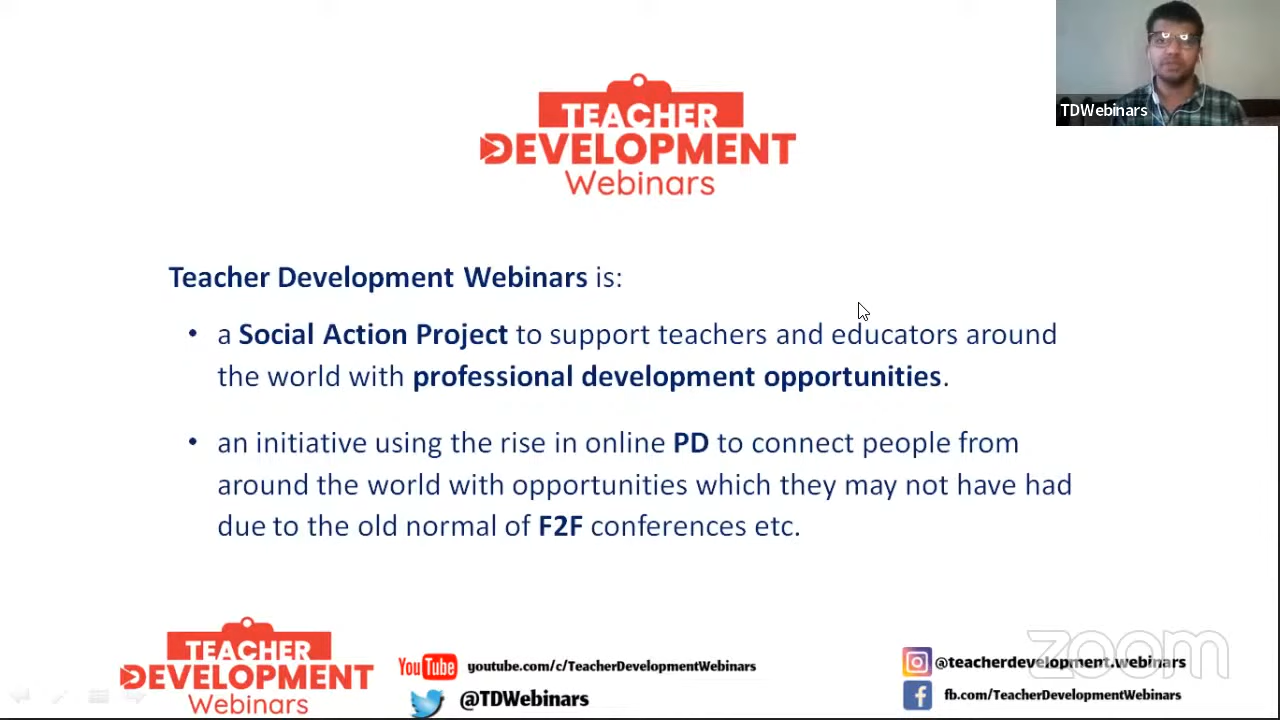 TDWebinars
TEACHER
DEVELOPMENT
Webinars
Teacher Development Webinars is:
• a Social Action Project to support teachers and educators around
the world with professional development opportunities.
• an initiative using the rise in online PD to connect people from
around the world with opportunities which they may not have had
due to the old normal of F2F conferences etc.
TEACHER
DEVELOPMENT
Webinars
YouTube youtube.com/c/TeacherDevelopmentWebinars
@TDWebinars
zoom
@teacherdevelopment.webinars
fb.com/TeacherDevelopmentWebinars